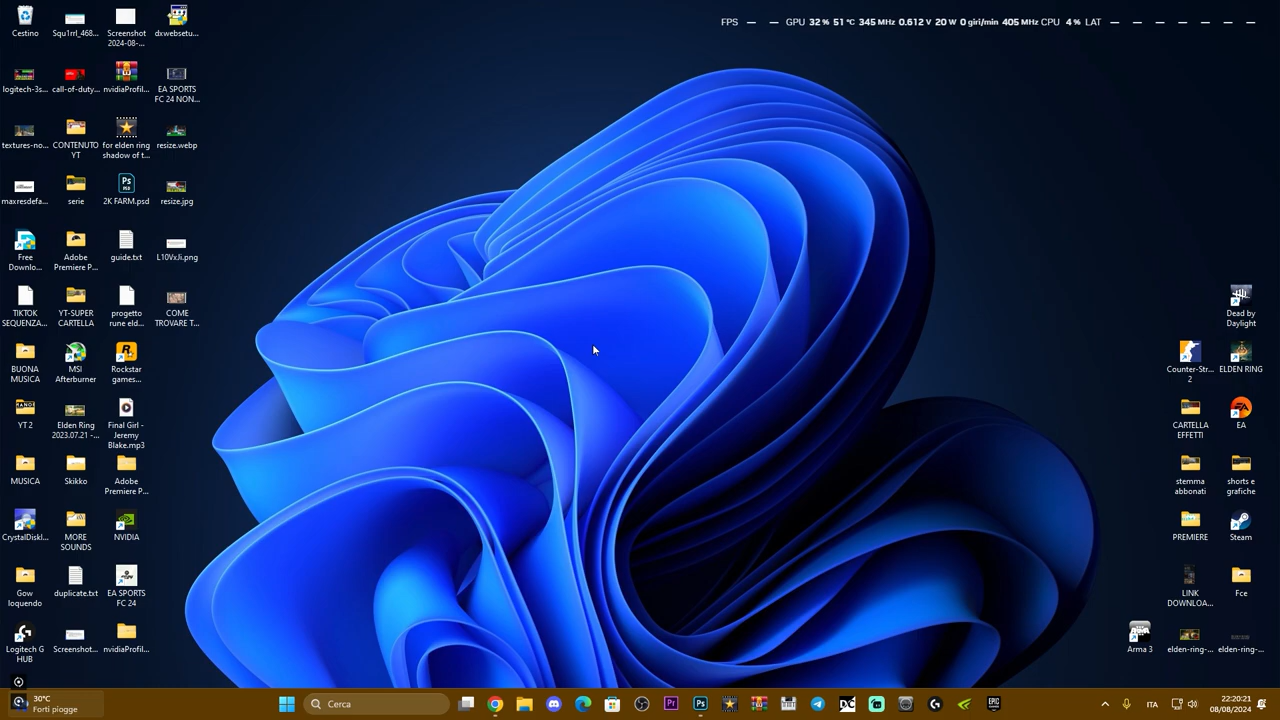 FPS — — GPU 32 % 51 °C 345 MHz 0.612 V 20 W 0 giri/min 405 MHz CPU 4 % LAT — — — — — —
Cestino
Squ1rrl_468...
Screenshot
2024-08-...
dxwebsetu...
logitech-3s...
call-of-duty...
nvidiaProfil...
EA SPORTS
FC 24 NON...
textures-no...
CONTENUTO
YT
for elden ring
shadow of t...
resize.webp
maxresdefa...
serie
2K FARM.psd
resize.jpg
Free
Downlo...
Adobe
Premiere P...
guide.txt
L10VxJi.png
TIKTOK
SEQUENZA...
YT-SUPER
CARTELLA
progetto
rune eld...
COME
TROVARE T...
BUONA
MUSICA
MSI
Afterburner
Rockstar
games...
YT 2
Elden Ring
2023.07.21 -...
Final Girl -
Jeremy
Blake.mp3
MUSICA
Skikko
Adobe
Premiere P...
CrystalDiskI...
MORE
SOUNDS
NVIDIA
Gow
loquendo
duplicate.txt
EA SPORTS
FC 24
Logitech G
HUB
Screenshot...
nvidiaProfil...
Dead by
Daylight
Counter-Str...
2
ELDEN RING
CARTELLA
EFFETTI
EA
stemma
abbonati
shorts e
grafiche
PREMIERE
Steam
LINK
DOWNLOA...
Fce
Arma 3
elden-ring-...
elden-ring-...
30°C
Forti piogge
Cerca
ITA
22:20:21
08/08/2024